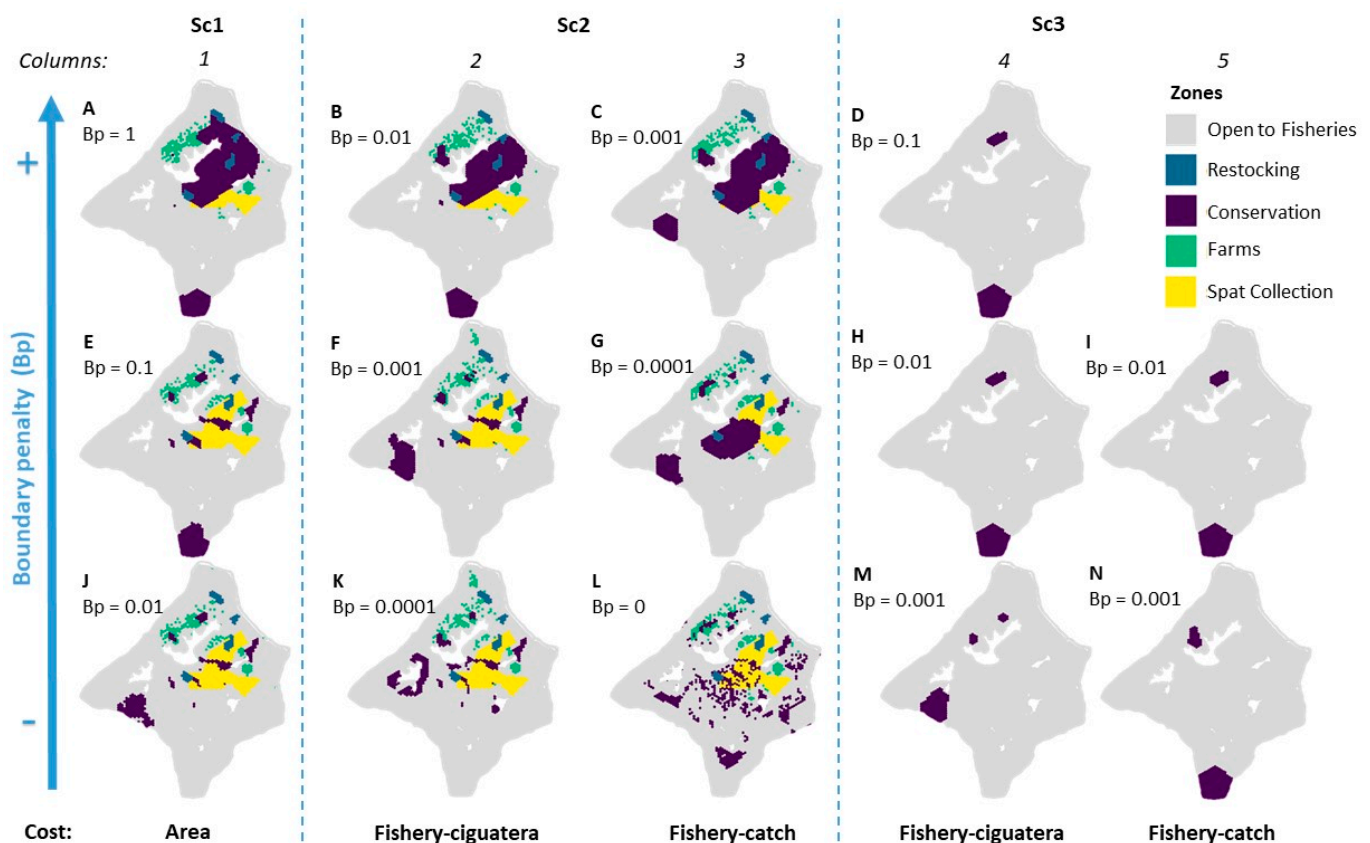 Sc1
Sc2
Sc3
Columns:
1
2
3
4
5
A
Bp = 1
B
Bp = 0.01
C
Bp = 0.001
D
Bp = 0.1
Zones
Open to Fisheries
Restocking
Conservation
Farms
Spat Collection
+
Boundary penalty (Bp)
-
E
Bp = 0.1
F
Bp = 0.001
G
Bp = 0.0001
H
Bp = 0.01
I
Bp = 0.01
J
Bp = 0.01
K
Bp = 0.0001
L
Bp = 0
M
Bp = 0.001
N
Bp = 0.001
Cost:
Area
Fishery-ciguatera
Fishery-catch
Fishery-ciguatera
Fishery-catch